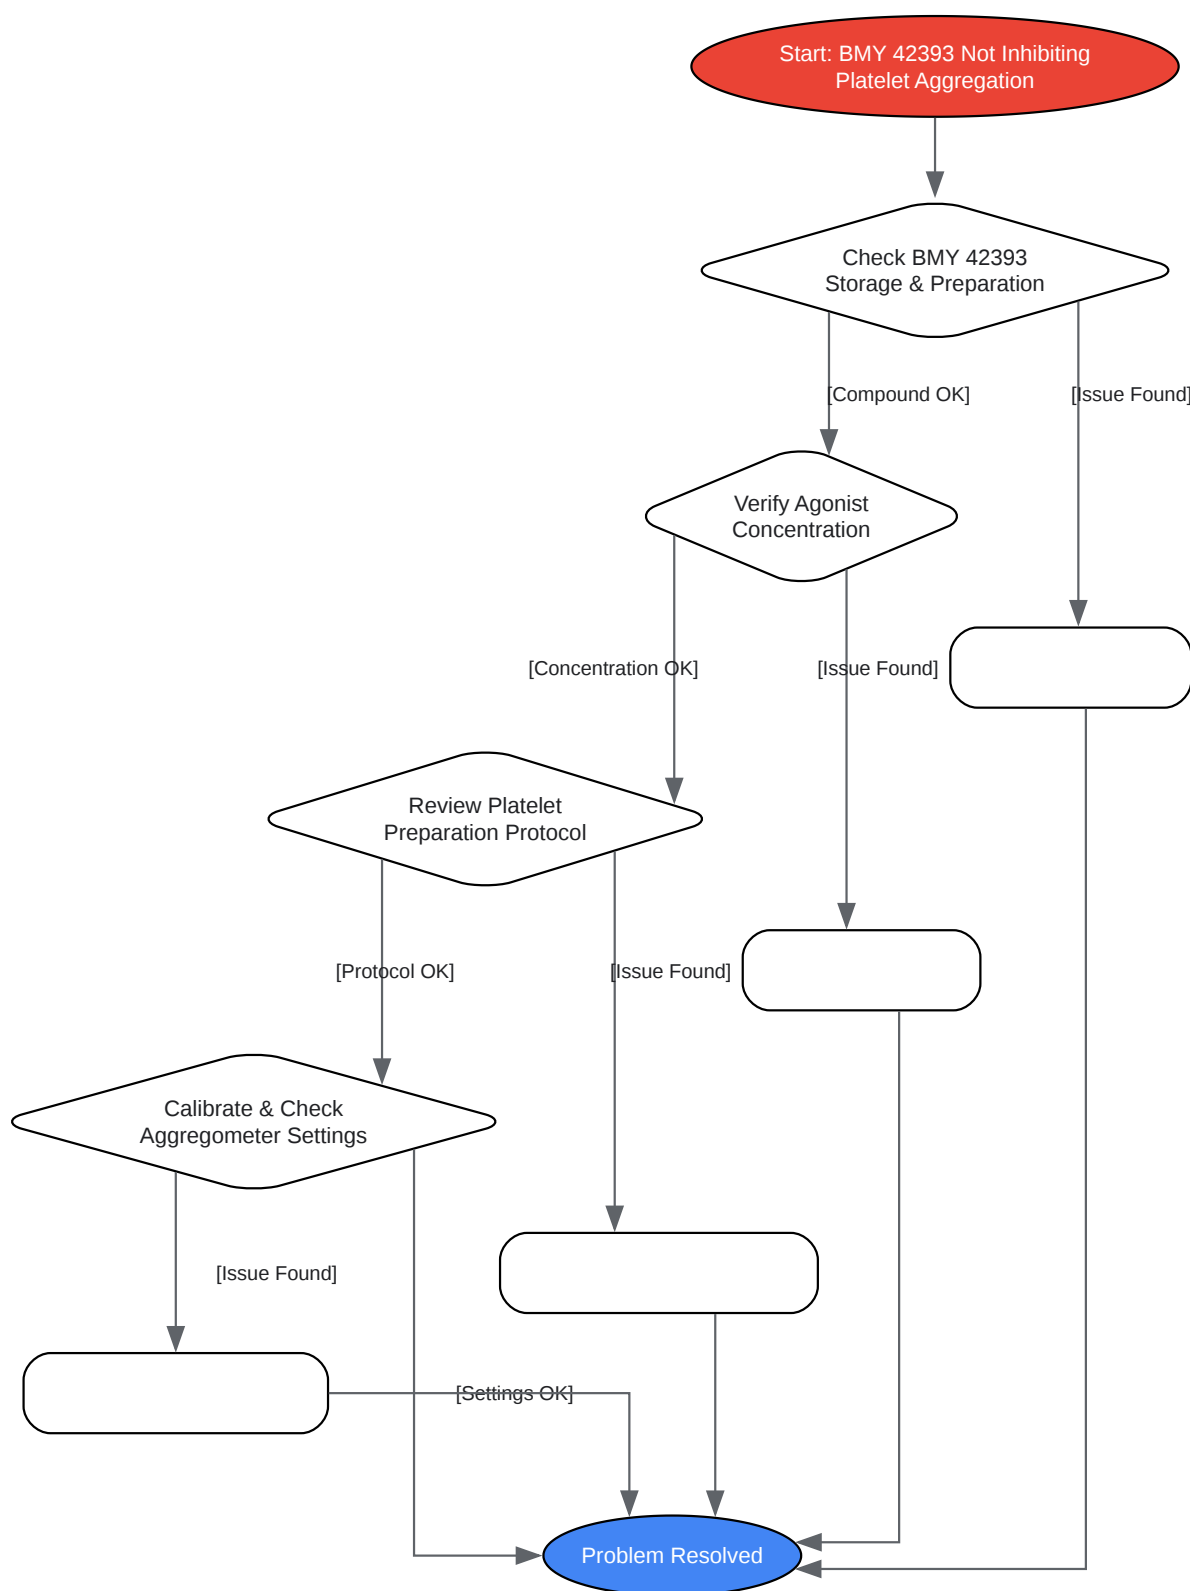 Start: BMY 42393 Not Inhibiting
Platelet Aggregation
Check BMY 42393
Storage & Preparation
[Compound OK]
[Issue Found]
Verify Agonist
Concentration
[Concentration OK]
[Issue Found]
Review Platelet
Preparation Protocol
[Protocol OK]
[Issue Found]
Calibrate & Check
Aggregometer Settings
[Issue Found]
[Settings OK]
Problem Resolved